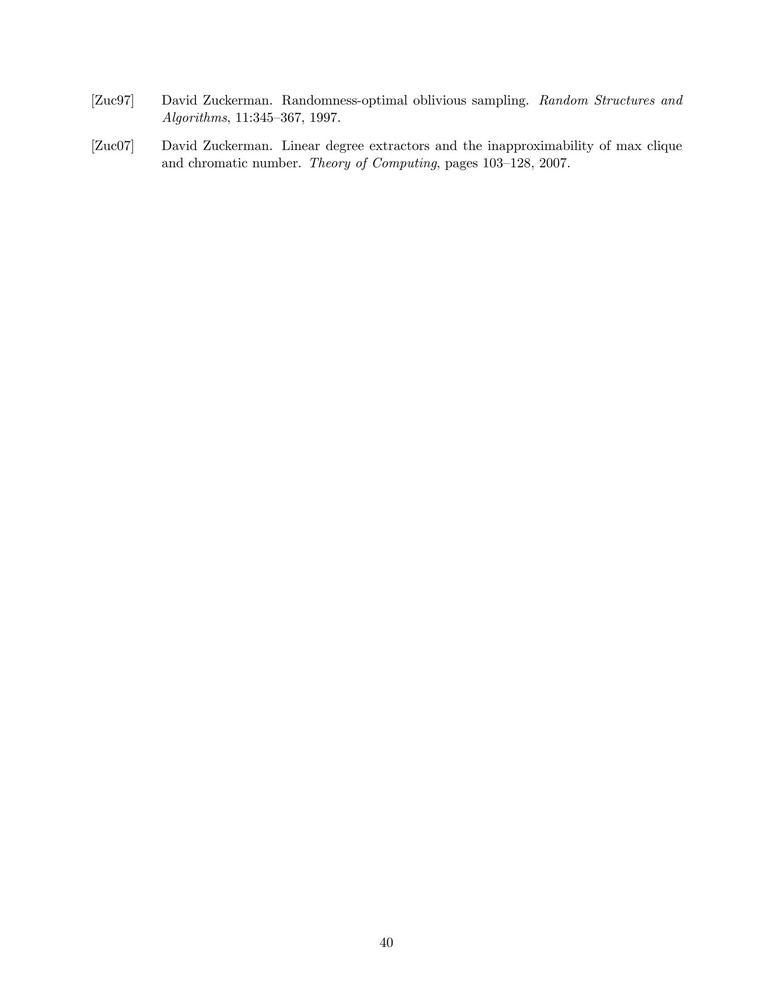 [Zuc97] David Zuckerman. Randomness-optimal oblivious sampling. Random Structures and
Algorithms, 11:345–367, 1997.
[Zuc07] David Zuckerman. Linear degree extractors and the inapproximability of max clique
and chromatic number. Theory of Computing, pages 103–128, 2007.
40